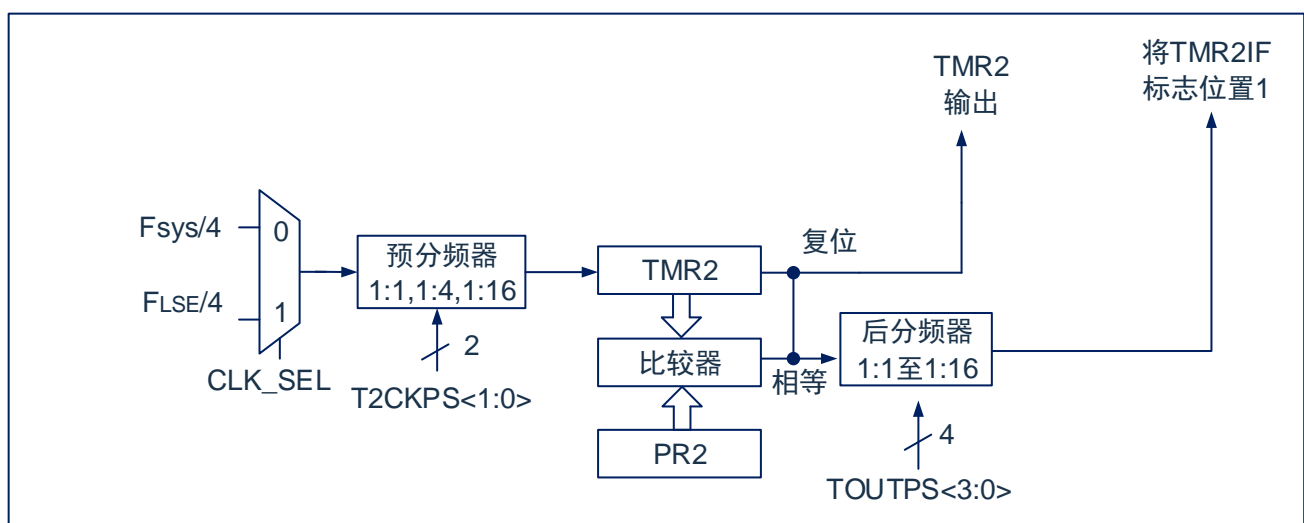 TMR2
输出
将TMR2IF
标志位置1
Fsys/4
0
预分频器
1:1,1:4,1:16
TMR2
复位
FLSE/4
1
2
比较器
相等
后分频器
1:1至1:16
CLK_SEL
T2CKPS<1:0>
PR2
4
TOUTPS<3:0>